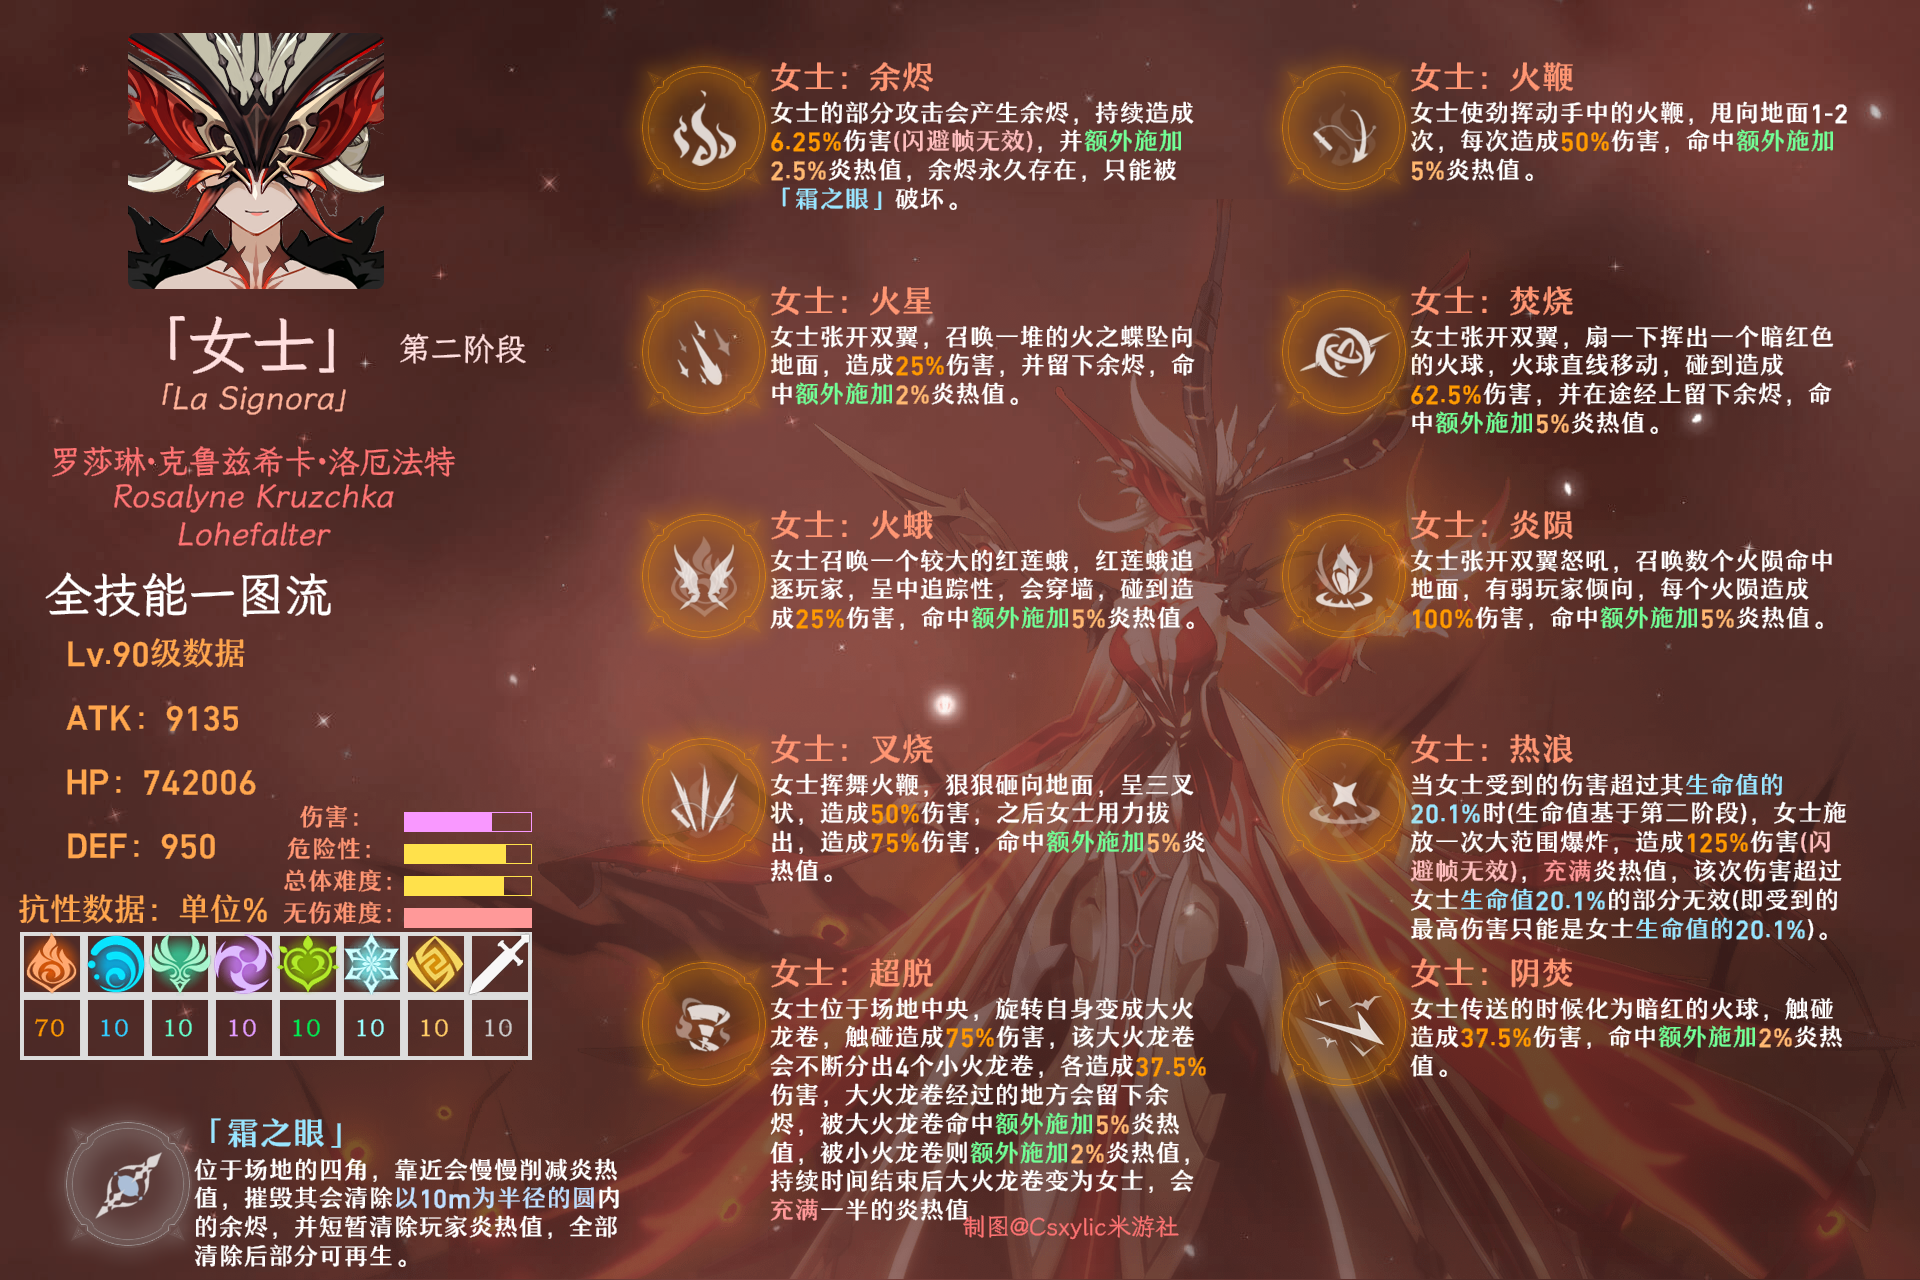 「女士」 第二阶段
「La Signora」
罗莎琳·克鲁兹希卡·洛厄法特
Rosalyne Kruzchka
Lohefalter
全技能一图流
Lv.90级数据
ATK：9135
HP：742006
DEF：950
伤害：
危险性：
总体难度：
无伤难度：
抗性数据：单位%
70 10 10 10 10 10 10 10
「霜之眼」
位于场地的四角，靠近会慢慢削减炎热
值，摧毁其会清除以10m为半径的圆内
的余烬，并短暂清除玩家炎热值，全部
清除后部分可再生。
女士：余烬
女士的部分攻击会产生余烬，持续造成
6.25%伤害(闪避帧无效)，并额外施加
2.5%炎热值，余烬永久存在，只能被
「霜之眼」破坏。
女士：火鞭
女士使劲挥动手中的火鞭，甩向地面1-2
次，每次造成50%伤害，命中额外施加
5%炎热值。
女士：火星
女士张开双翼，召唤一堆的火之蝶坠向
地面，造成25%伤害，并留下余烬，命
中额外施加2%炎热值。
女士：焚烧
女士张开双翼，扇一下挥出一个暗红色
的火球，火球直线移动，碰到造成
62.5%伤害，并在途经上留下余烬，命
中额外施加5%炎热值。
女士：火蛾
女士召唤一个较大的红莲蛾，红莲蛾追
逐玩家，呈中追踪性，会穿墙，碰到造
成25%伤害，命中额外施加5%炎热值。
女士：炎陨
女士张开双翼怒吼，召唤数个火陨命中
地面，有弱玩家倾向，每个火陨造成
100%伤害，命中额外施加5%炎热值。
女士：叉烧
女士挥舞火鞭，狠狠砸向地面，呈三叉
状，造成50%伤害，之后女士用力拔
出，造成75%伤害，命中额外施加5%炎
热值。
女士：热浪
当女士受到的伤害超过其生命值的
20.1%时(生命值基于第二阶段)，女士施
放一次大范围爆炸，造成125%伤害(闪
避帧无效)，充满炎热值，该次伤害超过
女士生命值20.1%的部分无效(即受到的
最高伤害只能是女士生命值的20.1%)。
女士：超脱
女士位于场地中央，旋转自身变成大火
龙卷，触碰造成75%伤害，该大火龙卷
会不断分出4个小火龙卷，各造成37.5%
伤害，大火龙卷经过的地方会留下余
烬，被大火龙卷命中额外施加5%炎热
值，被小火龙卷则额外施加2%炎热值，
持续时间结束后大火龙卷变为女士，会
充满一半的炎热值
女士：阴焚
女士传送的时候化为暗红的火球，触碰
造成37.5%伤害，命中额外施加2%炎热
值。
制图@Csxylic米游社